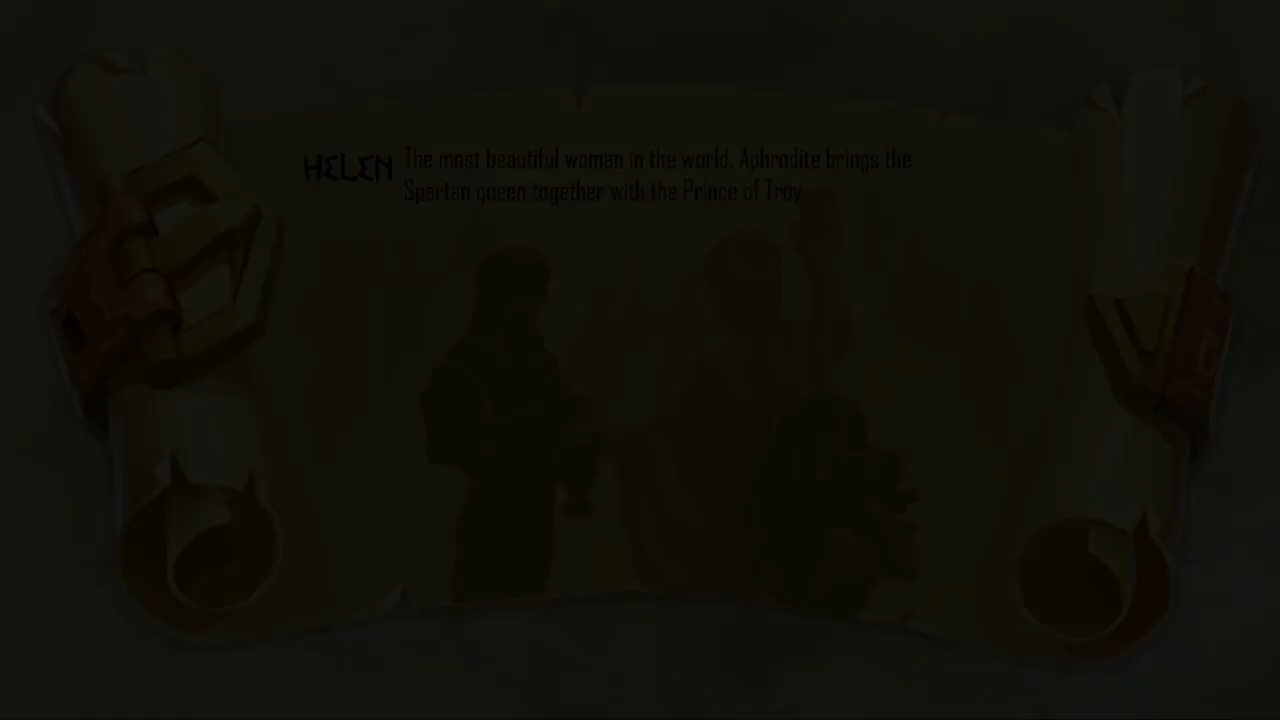 HELEN The most beautiful woman in the world. Aphrodite brings the
Spartan queen together with the Prince of Troy